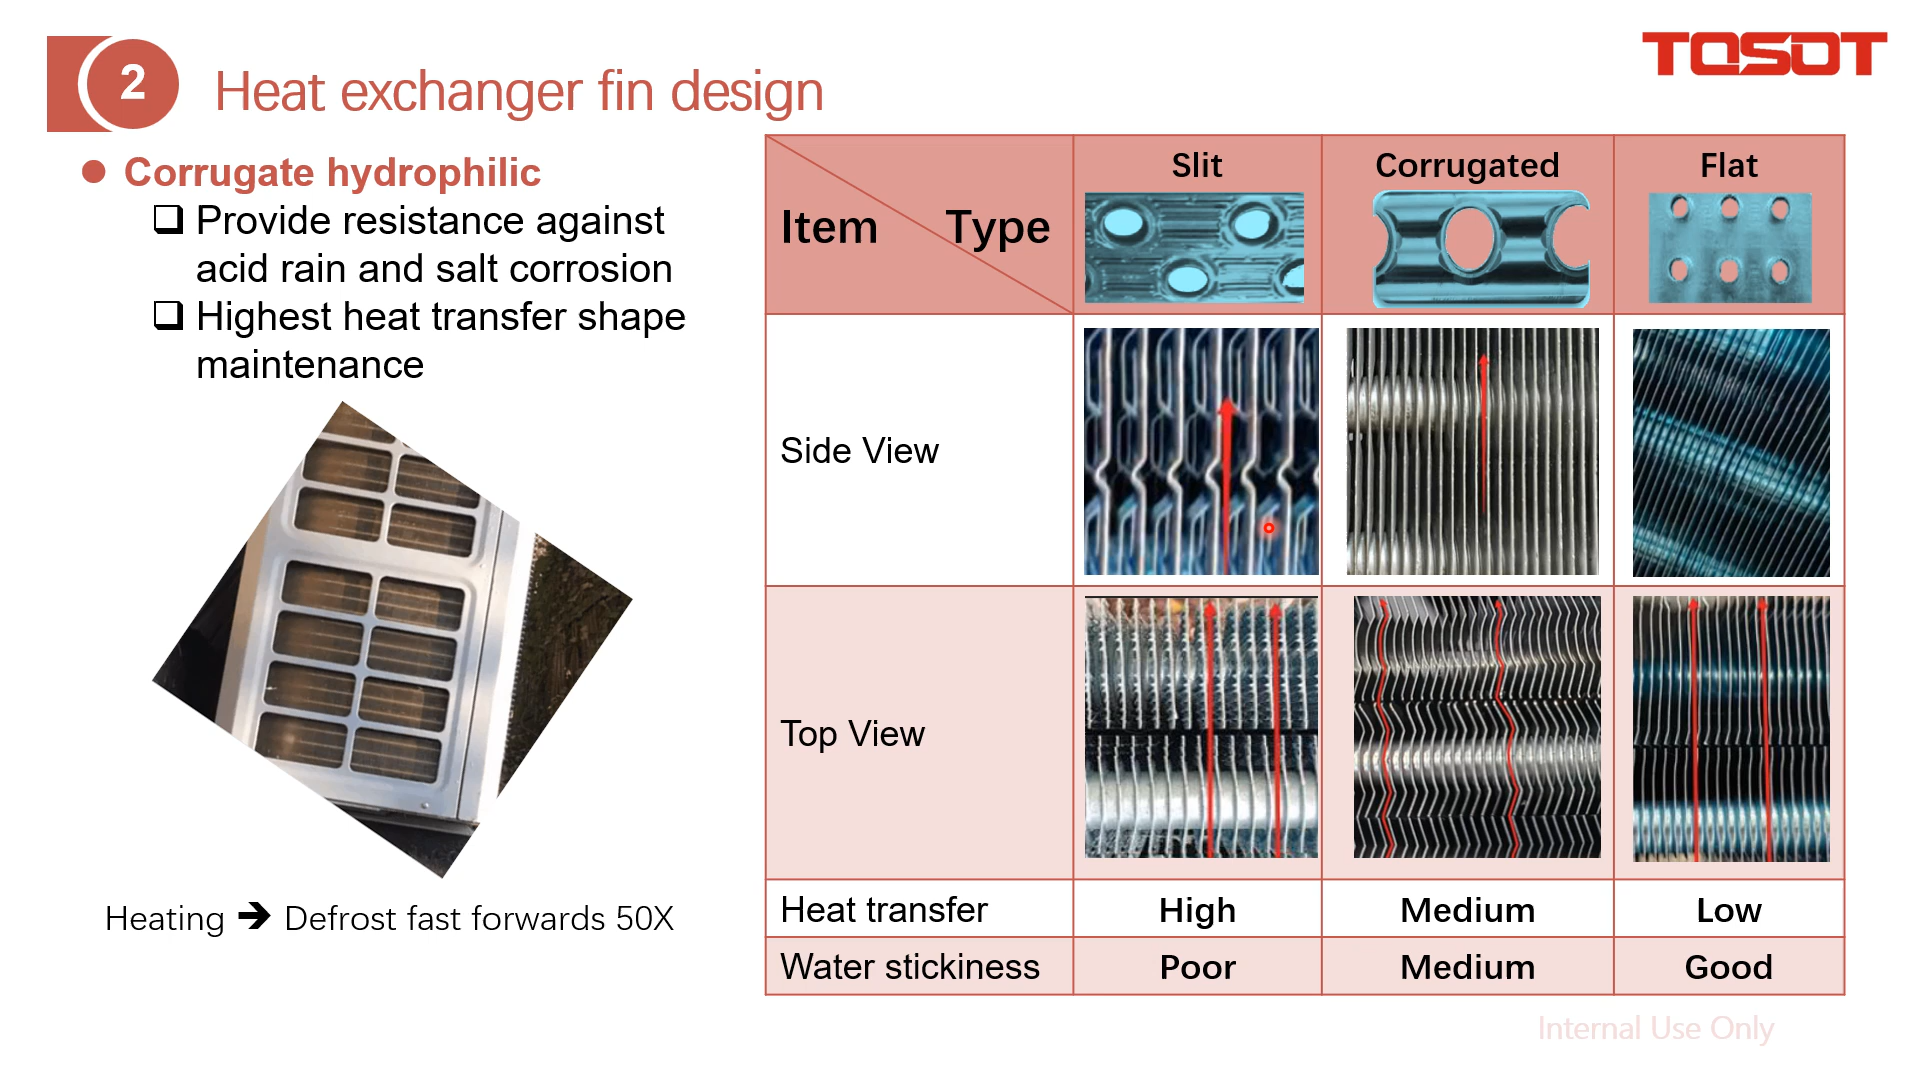 2
Heat exchanger fin design
TOSOT
Corrugate hydrophilic
Provide resistance against
acid rain and salt corrosion
Highest heat transfer shape
maintenance
Heating ➔ Defrost fast forwards 50X
Item Type
Slit
Corrugated
Flat
Side View
Top View
Heat transfer High Medium Low
Water stickiness Poor Medium Good
Internal Use Only